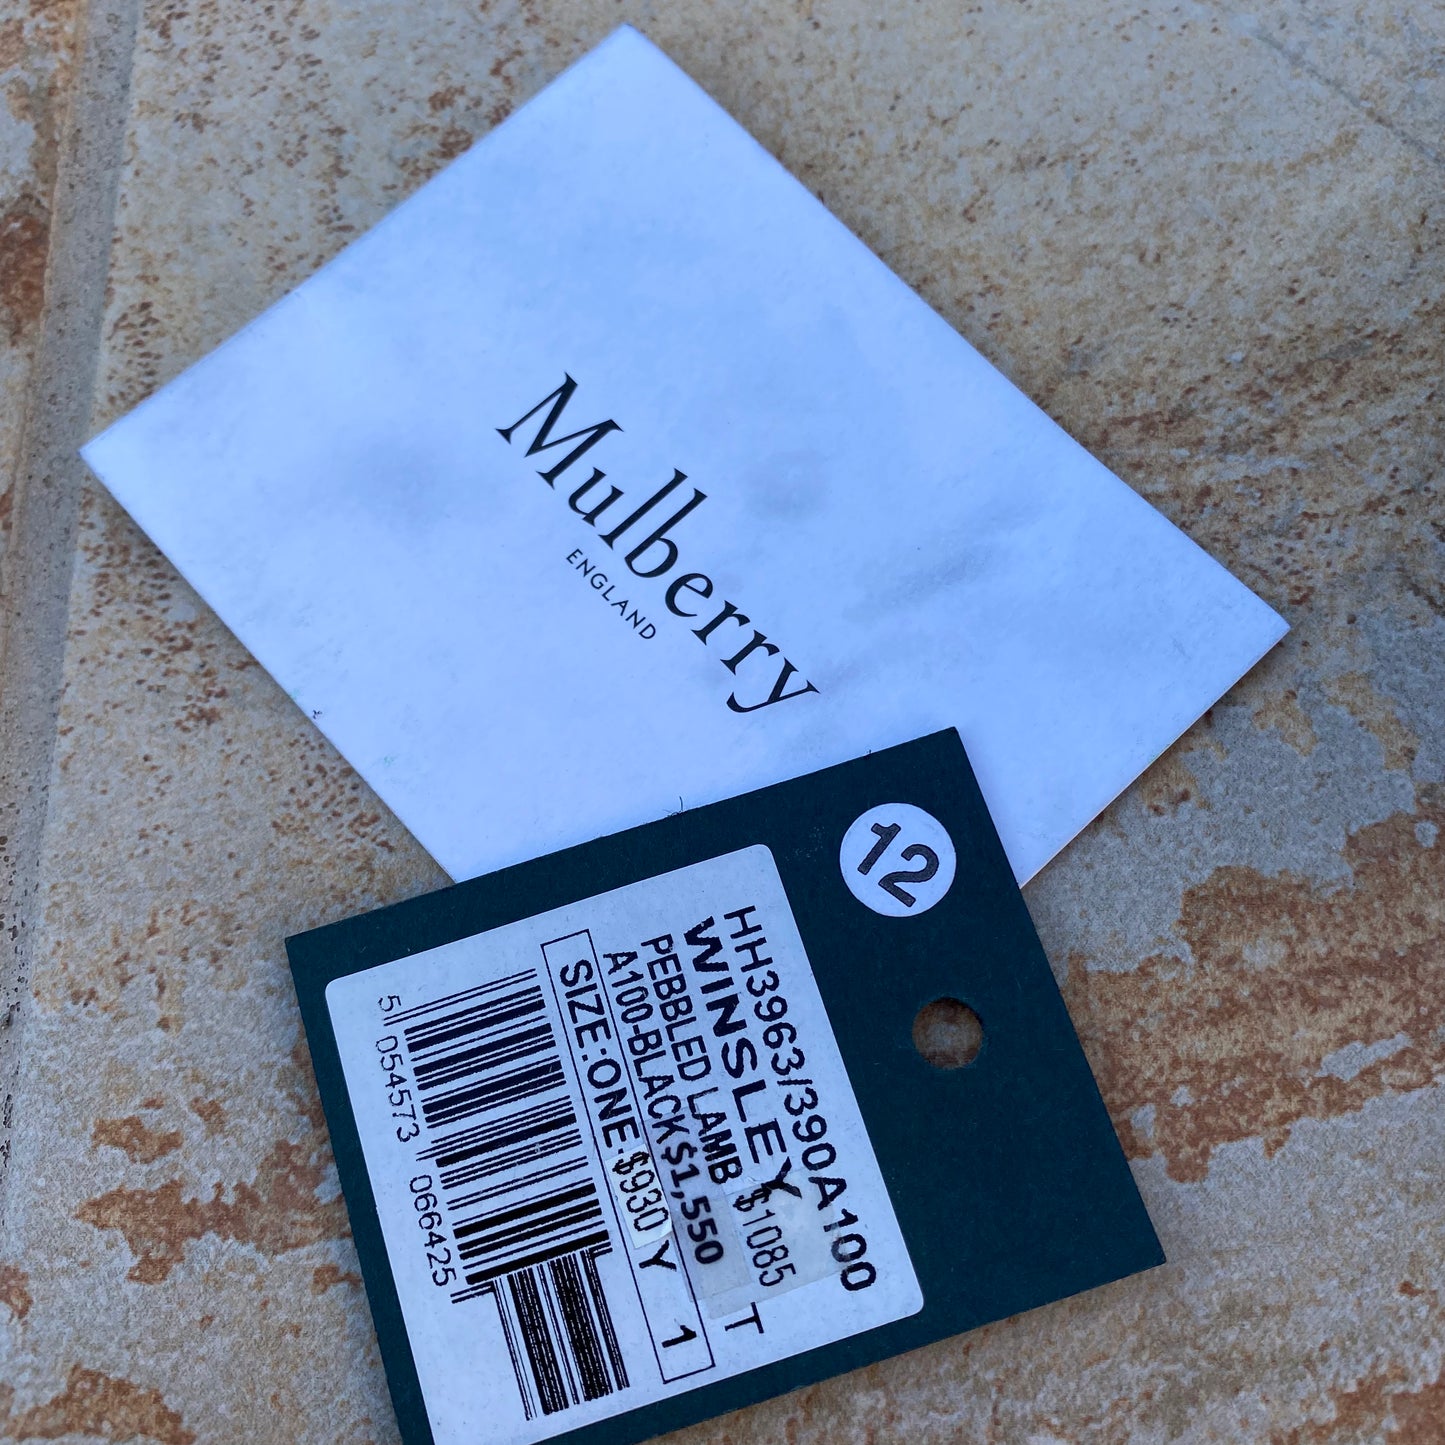 Mulberry
ENGLAND
12
HH3963/390A100
WINSLEY
PEBBLED LAMB $1085 T
A100-BLACK $1,550
SIZE:ONE $930 Y 1
5 054573 066425